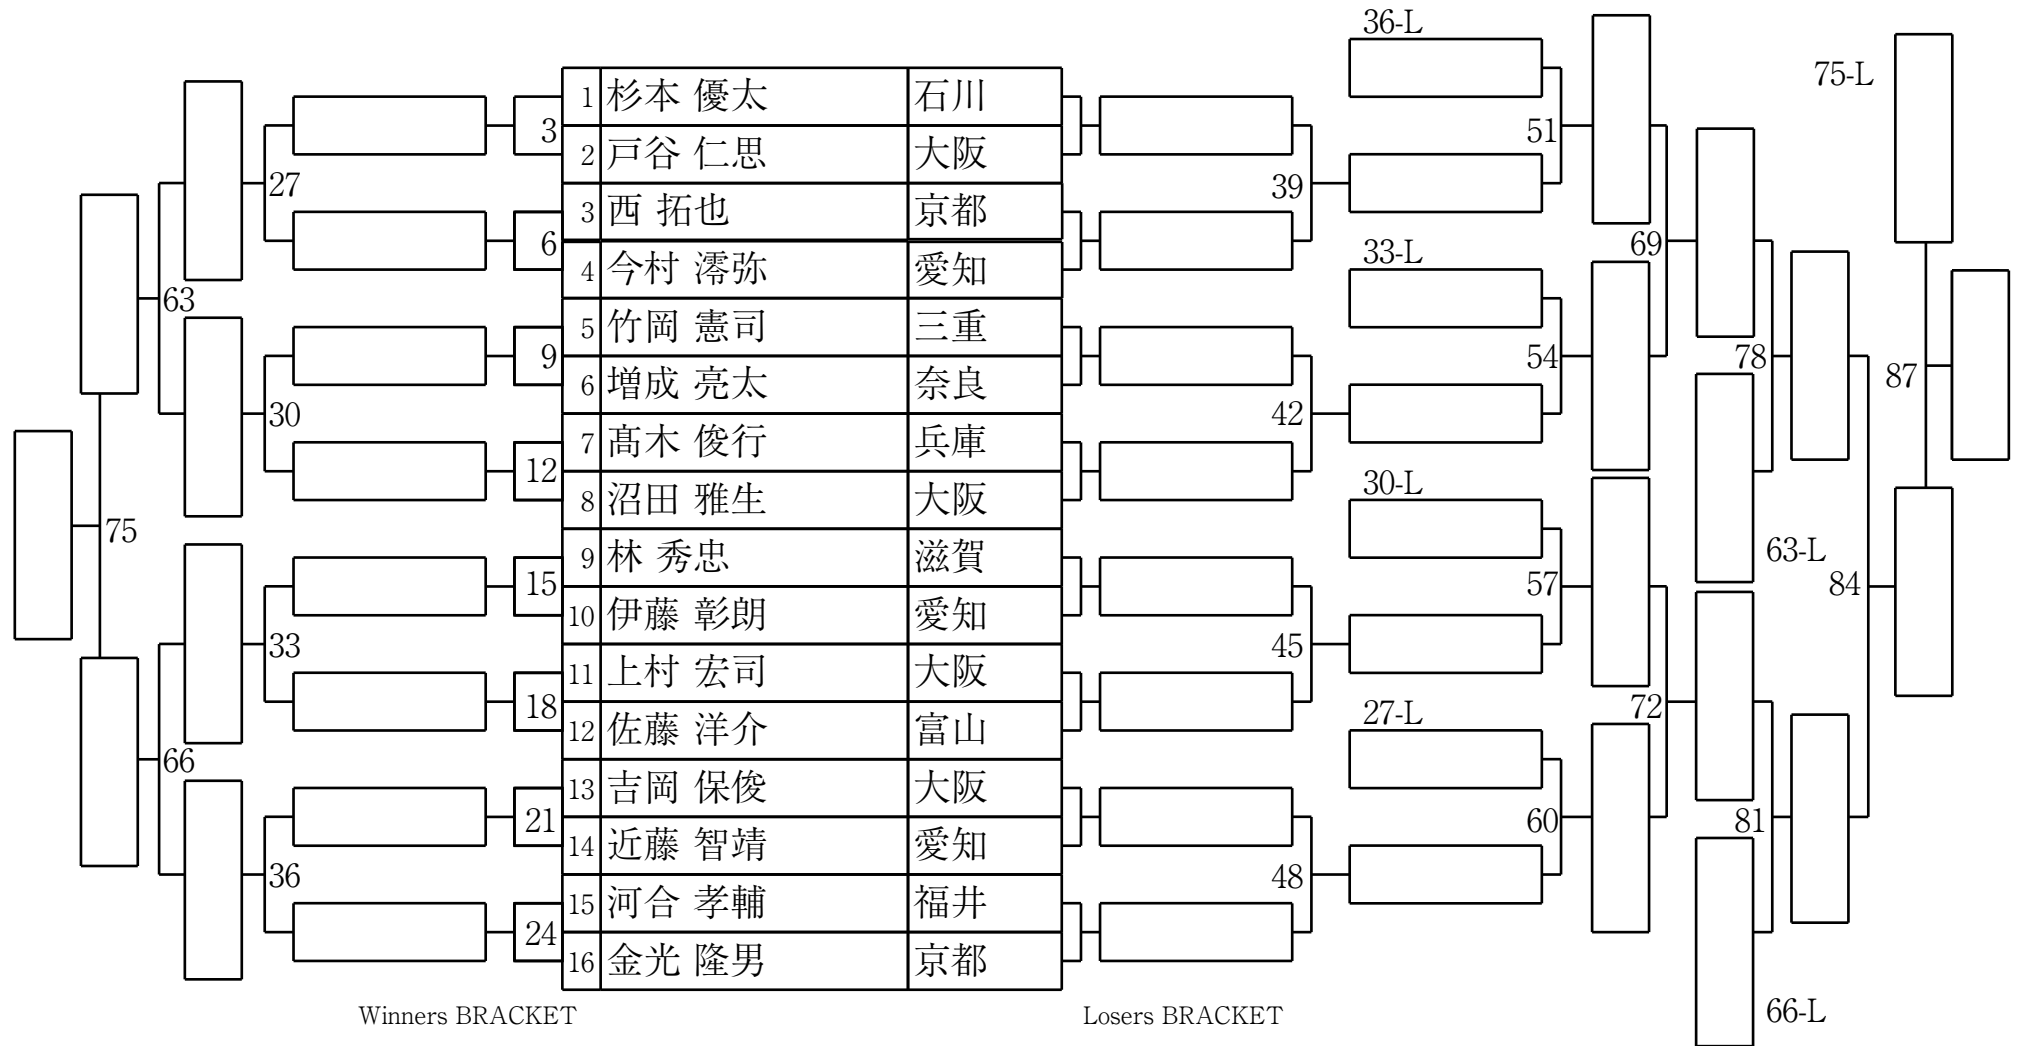 36-L
75-L
1 杉本 優太 石川
3
51
2 戸谷 仁思 大阪
27
39
3 西 拓也 京都
6
69
4 今村 澪弥 愛知
33-L
63
5 竹岡 憲司 三重
9
54
78
87
6 増成 亮太 奈良
30
42
7 髙木 俊行 兵庫
12
30-L
8 沼田 雅生 大阪
75
9 林 秀忠 滋賀
63-L
15
57
84
10 伊藤 彰朗 愛知
33
45
11 上村 宏司 大阪
18
72
27-L
12 佐藤 洋介 富山
66
13 吉岡 保俊 大阪
21
60
81
14 近藤 智靖 愛知
36
48
15 河合 孝輔 福井
24
16 金光 隆男 京都
66-L
Winners BRACKET
Losers BRACKET